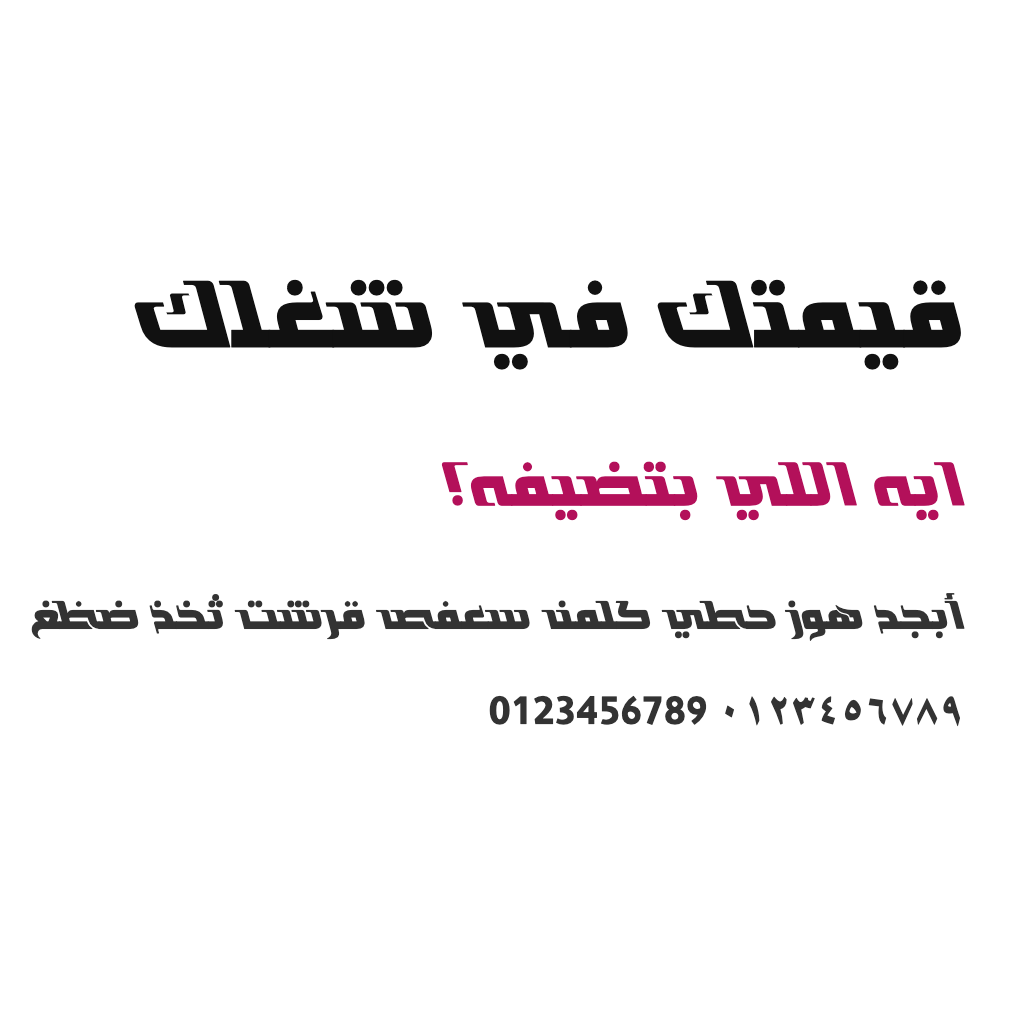 قيمتك في شغلك
ايه اللي بتضيفه؟
أبجد هوز حطي كلمن سعفص قرشت ثخذ ضظغ
0123456789 ٠١٢٣٤٥٦٧٨٩